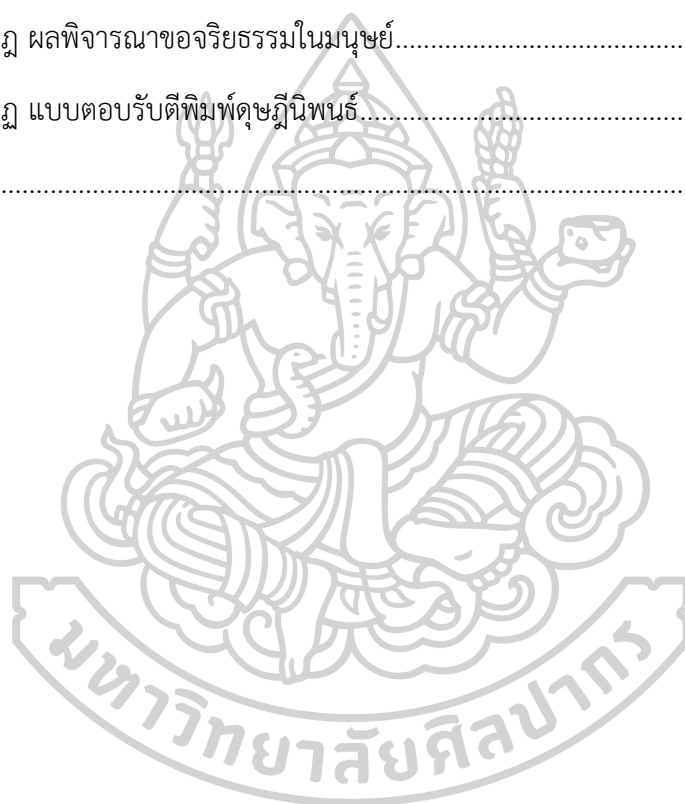 ฎ ผลพิจารณาขอจริยธรรมในมนุษย์............................................
ฏ แบบตอบรับตีพิมพ์ดุษฎีนิพนธ์................................................
....................................................................................................
มหาวิทยาลัยศิลปากร